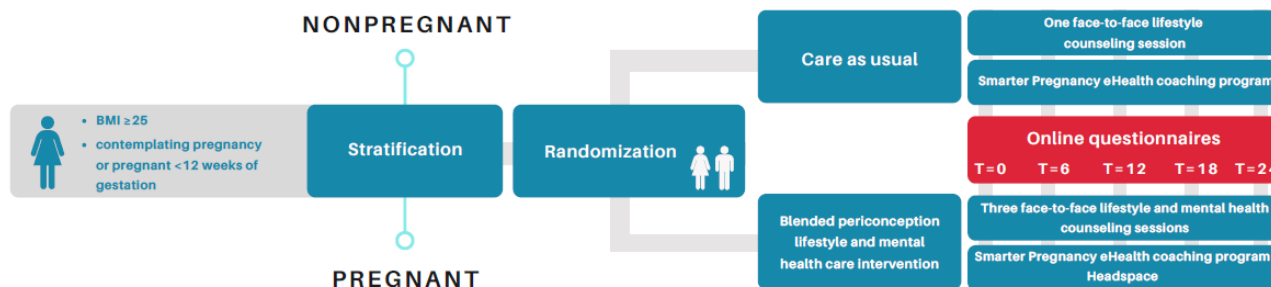 NONPREGNANT
• BMI ≥25
• contemplating pregnancy
or pregnant <12 weeks of
gestation
Stratification
PREGNANT
Randomization
Care as usual
One face-to-face lifestyle
counseling session
Smarter Pregnancy eHealth coaching program
Online questionnaires
T=0 T=6 T=12 T=18 T=24
Blended periconception
lifestyle and mental
health care intervention
Three face-to-face lifestyle and mental health
counseling sessions
Smarter Pregnancy eHealth coaching program
Headspace